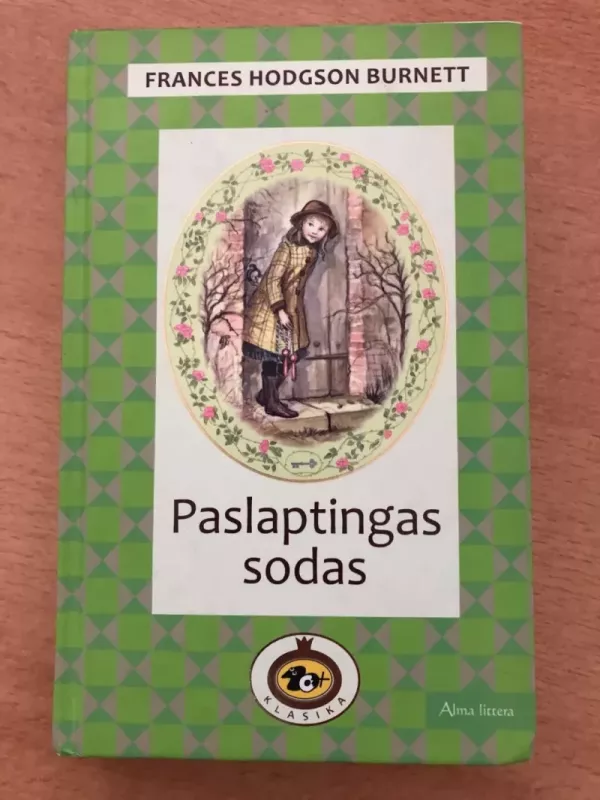 FRANCES HODGSON BURNETT
Paslaptingas
sodas
KLASIKA
Alma littera